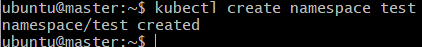 ubuntu@master:~$ kubectl create namespace test
namespace/test created
ubuntu@master:~$